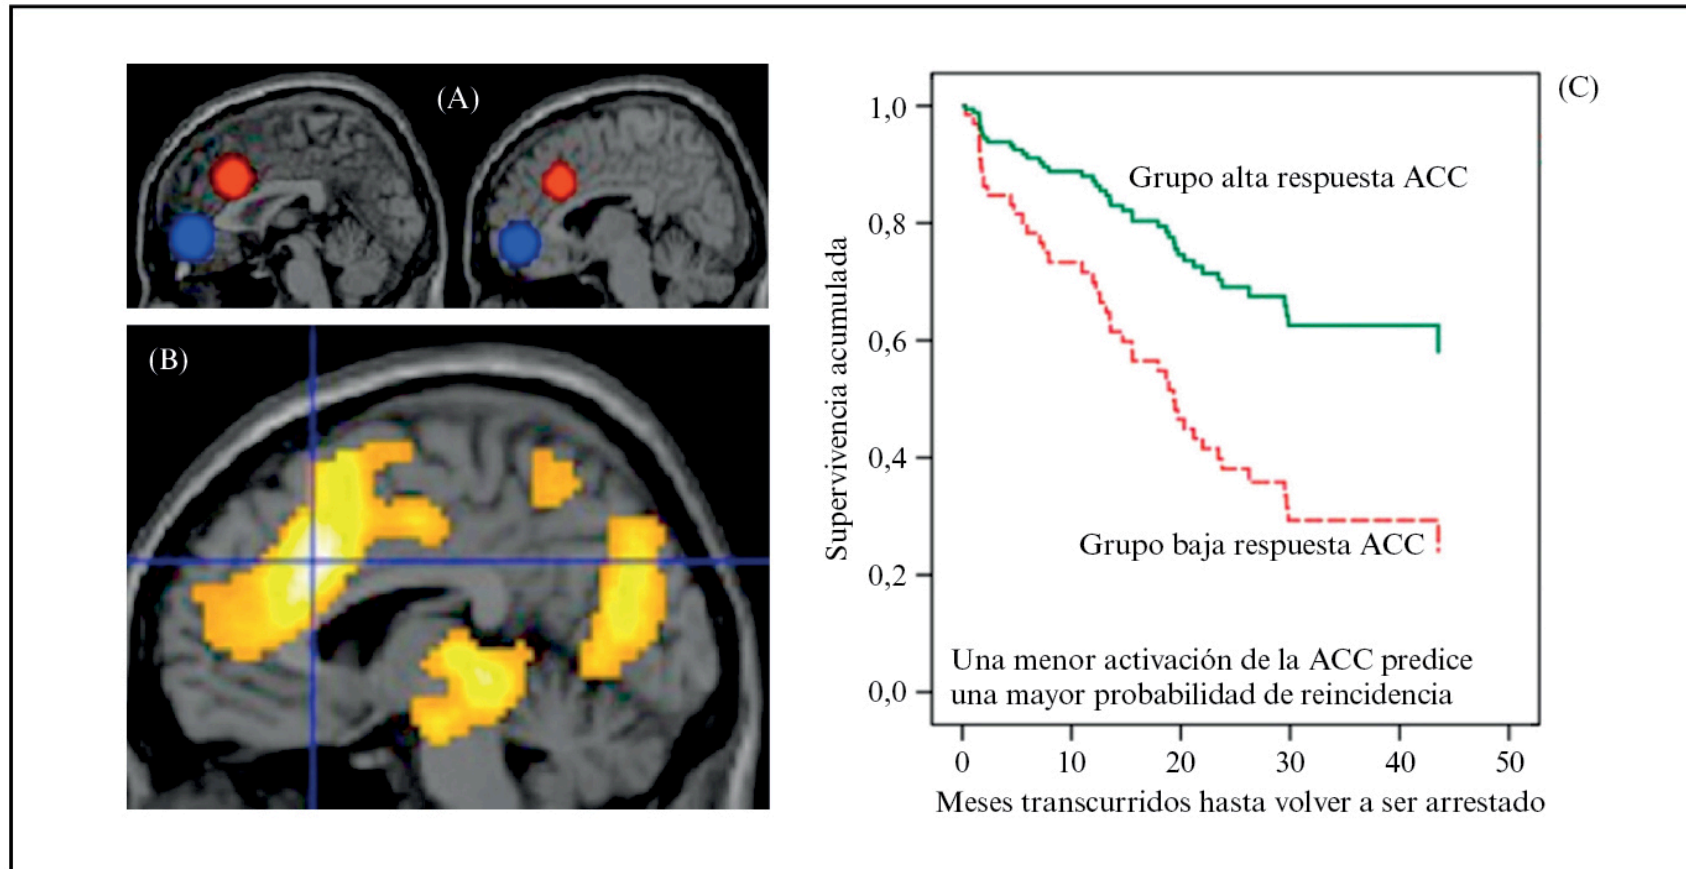 (A)
(B)
(C)
1,0
0,8
0,6
0,4
0,2
0,0
Supervivencia acumulada
Grupo alta respuesta ACC
Grupo baja respuesta ACC
Una menor activación de la ACC predice
una mayor probabilidad de reincidencia
0 10 20 30 40 50
Meses transcurridos hasta volver a ser arrestado